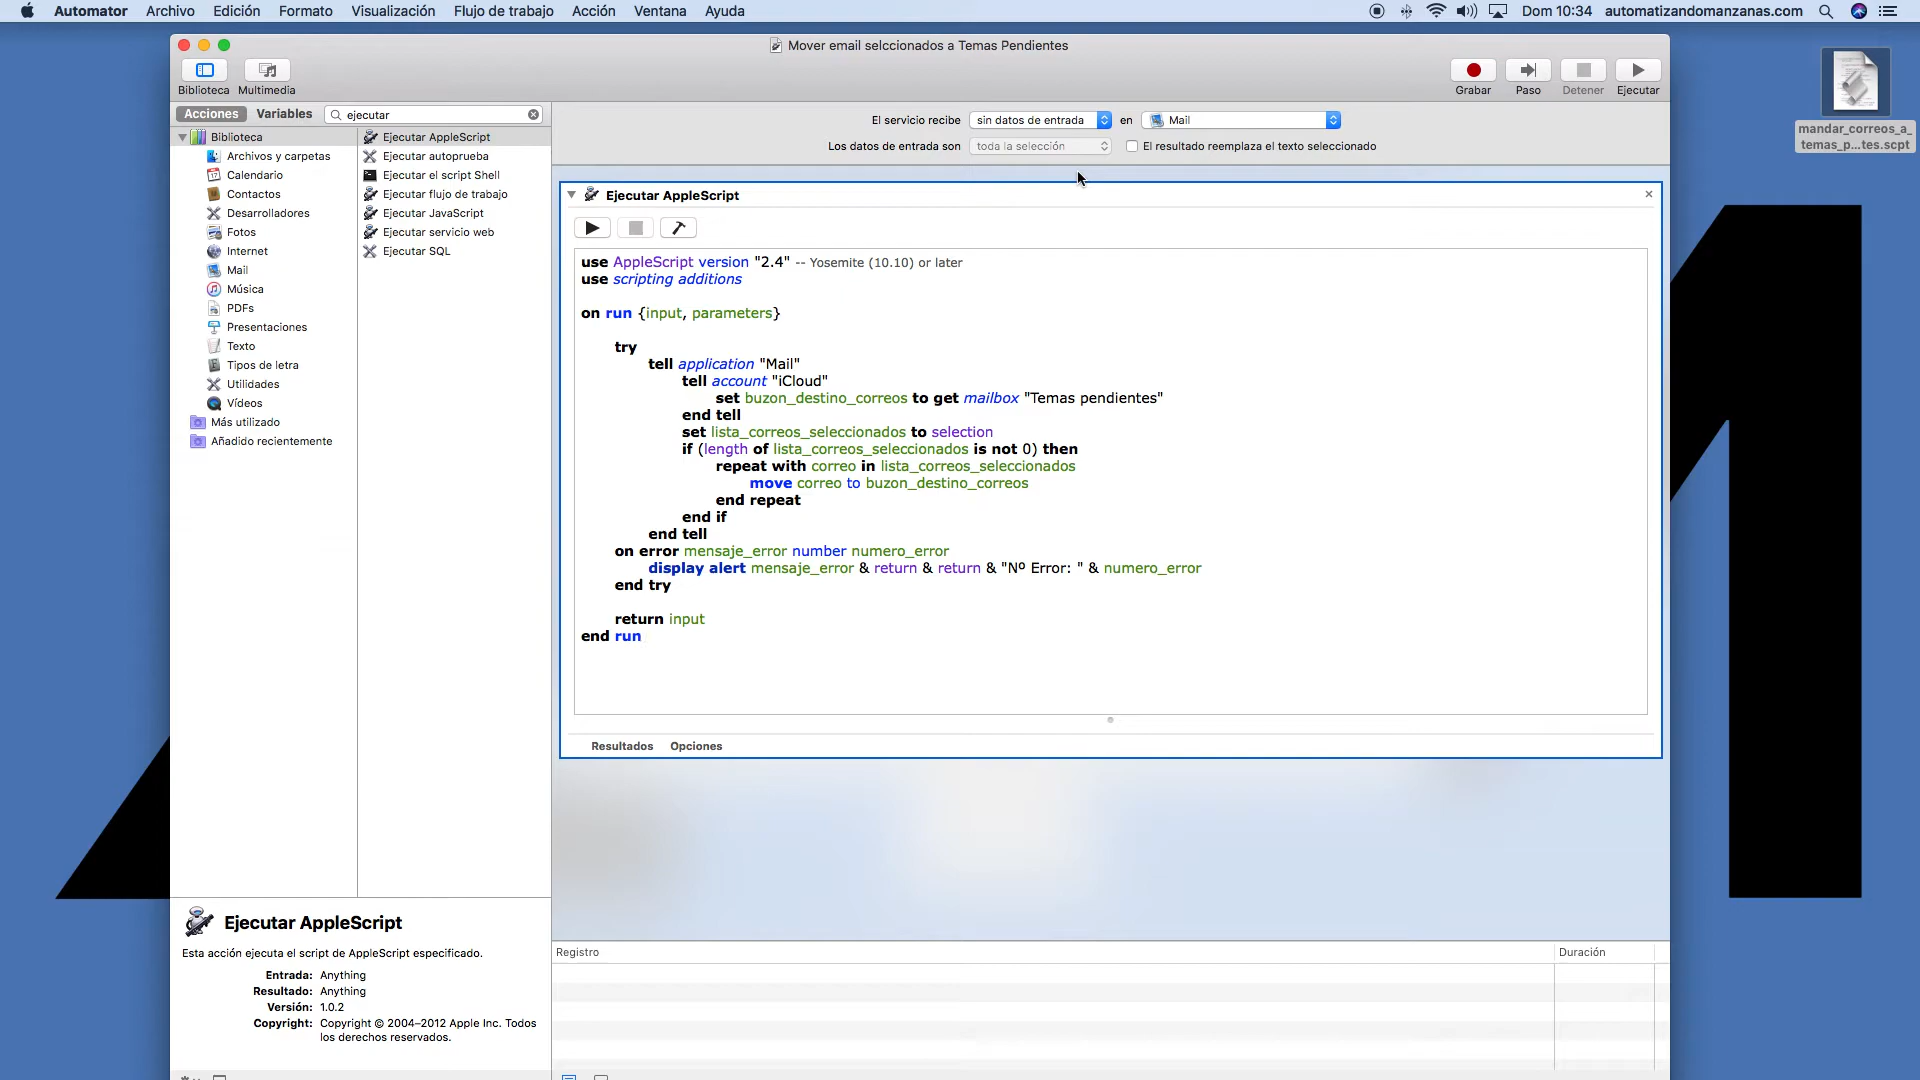 Automator Archivo Edición Formato Visualización Flujo de trabajo Acción Ventana Ayuda Dom 10:34 automatizandomanzanas.com
Mover email selccionados a Temas Pendientes
Biblioteca Multimedia Grabar Paso Detener Ejecutar
Acciones Variables ejecutar
El servicio recibe sin datos de entrada en Mail
Los datos de entrada son toda la selección El resultado reemplaza el texto seleccionado
Biblioteca
Archivos y carpetas
Calendario
Contactos
Desarrolladores
Fotos
Internet
Mail
Música
PDFs
Presentaciones
Texto
Tipos de letra
Utilidades
Vídeos
Más utilizado
Añadido recientemente
Ejecutar AppleScript
Ejecutar autoprueba
Ejecutar el script Shell
Ejecutar flujo de trabajo
Ejecutar JavaScript
Ejecutar servicio web
Ejecutar SQL
Ejecutar AppleScript
use AppleScript version "2.4" -- Yosemite (10.10) or later
use scripting additions
on run {input, parameters}
try
tell application "Mail"
tell account "iCloud"
set buzon_destino_correos to get mailbox "Temas pendientes"
end tell
set lista_correos_seleccionados to selection
if (length of lista_correos_seleccionados is not 0) then
repeat with correo in lista_correos_seleccionados
move correo to buzon_destino_correos
end repeat
end if
end tell
on error mensaje_error number numero_error
display alert mensaje_error & return & return & "Nº Error: " & numero_error
end try
return input
end run
Resultados Opciones
Registro Duración
Ejecutar AppleScript
Esta acción ejecuta el script de AppleScript especificado.
Entrada: Anything
Resultado: Anything
Versión: 1.0.2
Copyright: Copyright © 2004–2012 Apple Inc. Todos
los derechos reservados.
mandar_correos_a_
temas_p...tes.scpt